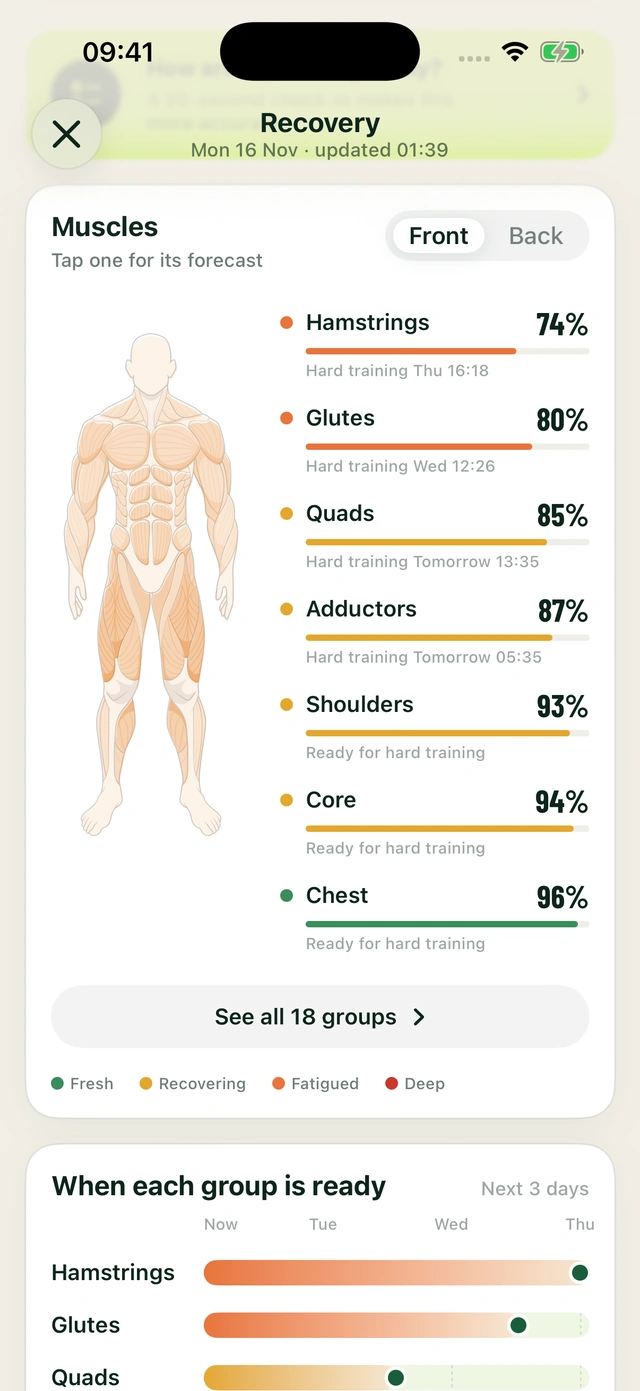 09:41
Recovery
Mon 16 Nov · updated 01:39
Muscles
Tap one for its forecast
Front
Back
Hamstrings
74%
Hard training Thu 16:18
Glutes
80%
Hard training Wed 12:26
Quads
85%
Hard training Tomorrow 13:35
Adductors
87%
Hard training Tomorrow 05:35
Shoulders
93%
Ready for hard training
Core
94%
Ready for hard training
Chest
96%
Ready for hard training
See all 18 groups
Fresh
Recovering
Fatigued
Deep
When each group is ready
Next 3 days
Now
Tue
Wed
Thu
Hamstrings
Glutes
Quads